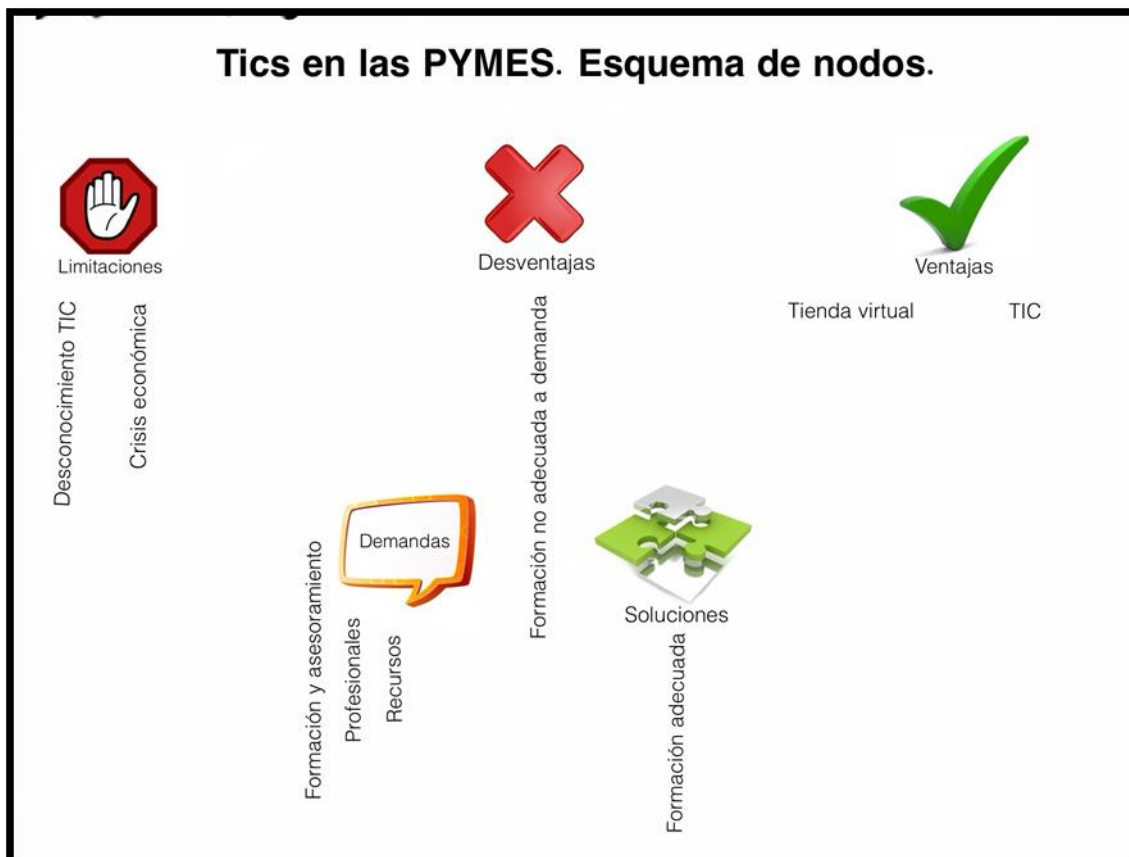 Tics en las PYMES. Esquema de nodos.
Limitaciones
Desconocimiento TIC
Crisis económica
Desventajas
Formación no adecuada a demanda
Ventajas
Tienda virtual
TIC
Demandas
Formación y asesoramiento
Profesionales
Recursos
Soluciones
Formación adecuada